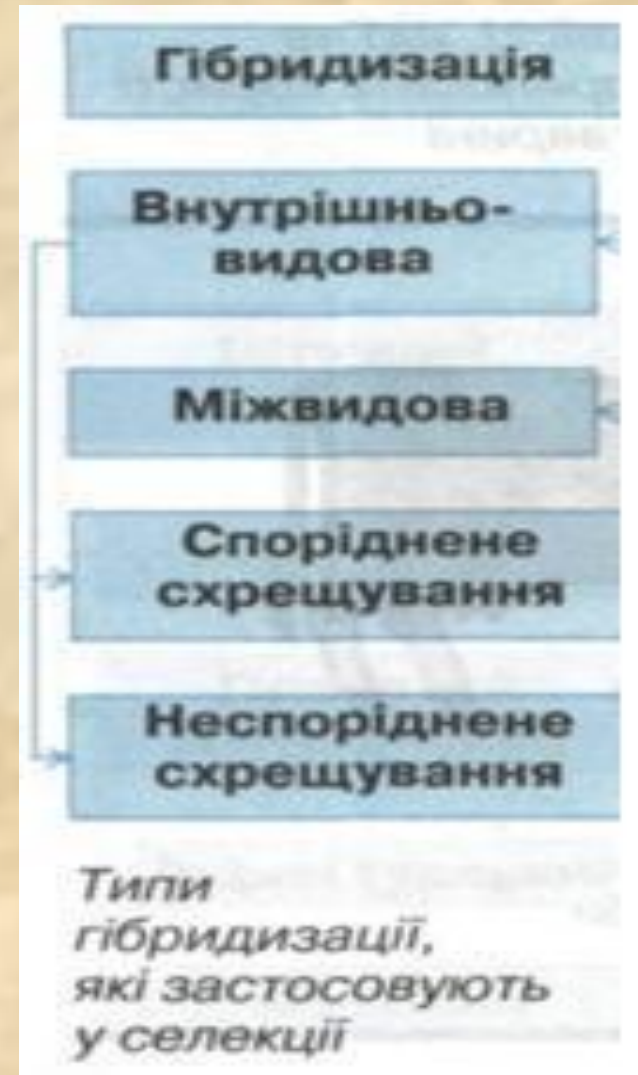 Гібридизація
Внутрішньо-
видова
Міжвидова
Споріднене
схрещування
Неспоріднене
схрещування
Типи
гібридизації,
які застосовують
у селекції